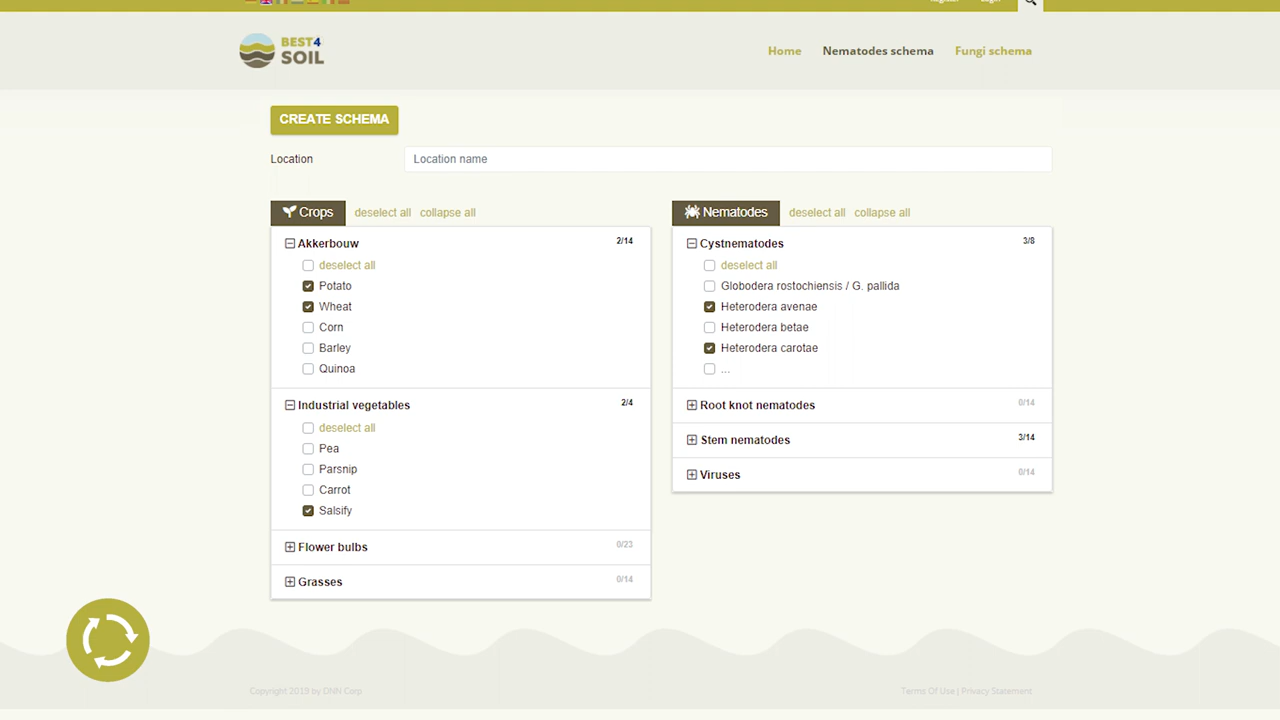 BEST4
SOIL
Home
Nematodes schema
Fungi schema
CREATE SCHEMA
Location
Location name
Crops
deselect all
collapse all
Akkerbouw
2/14
deselect all
Potato
Wheat
Corn
Barley
Quinoa
Industrial vegetables
2/4
deselect all
Pea
Parsnip
Carrot
Salsify
Flower bulbs
0/23
Grasses
0/14
Nematodes
deselect all
collapse all
Cystnematodes
3/8
deselect all
Globodera rostochiensis / G. pallida
Heterodera avenae
Heterodera betae
Heterodera carotae
...
Root knot nematodes
0/14
Stem nematodes
3/14
Viruses
0/14
Copyright 2019 by DNN Corp
Terms Of Use | Privacy Statement